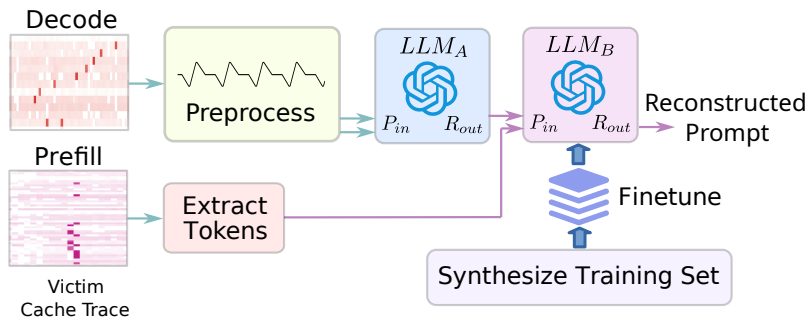 Decode
Preprocess
LLM_A
P_in R_out
LLM_B
P_in R_out
Reconstructed
Prompt
Prefill
Extract
Tokens
Finetune
Synthesize Training Set
Victim
Cache Trace